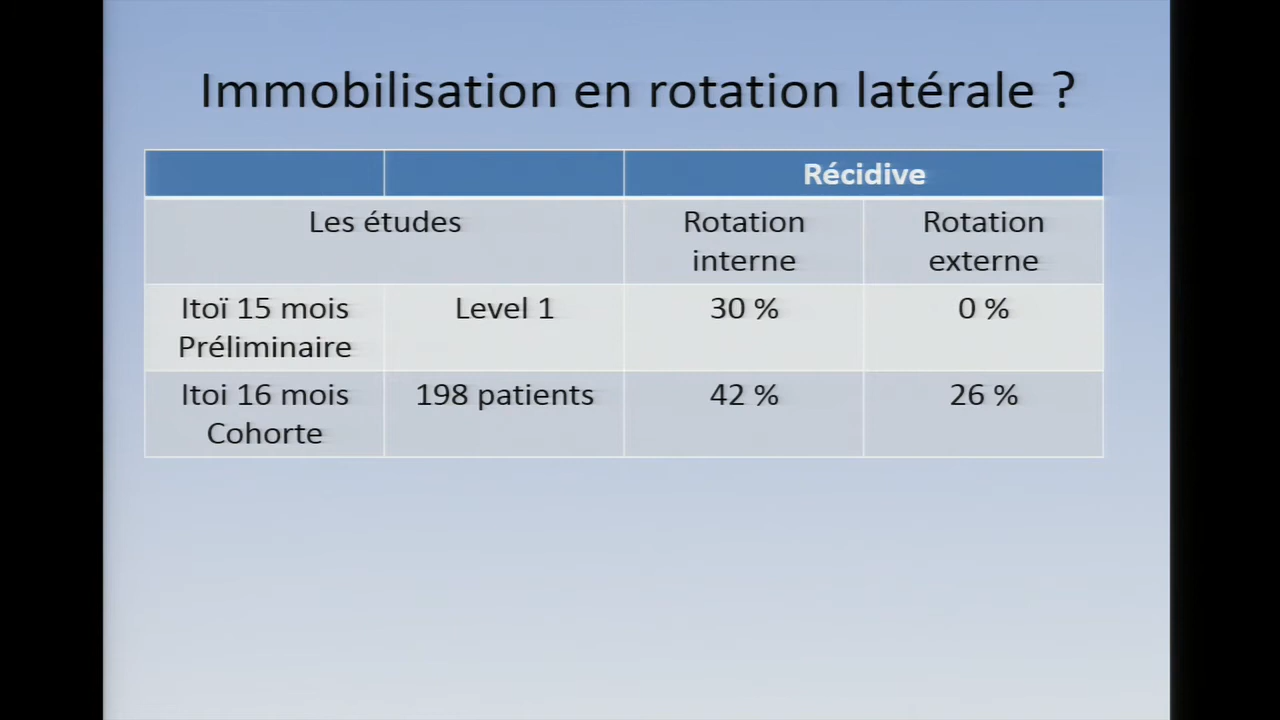 Immobilisation en rotation latérale ?
Récidive
Les études
Rotation
interne
Rotation
externe
Itoï 15 mois
Préliminaire
Level 1
30 %
0 %
Itoi 16 mois
Cohorte
198 patients
42 %
26 %